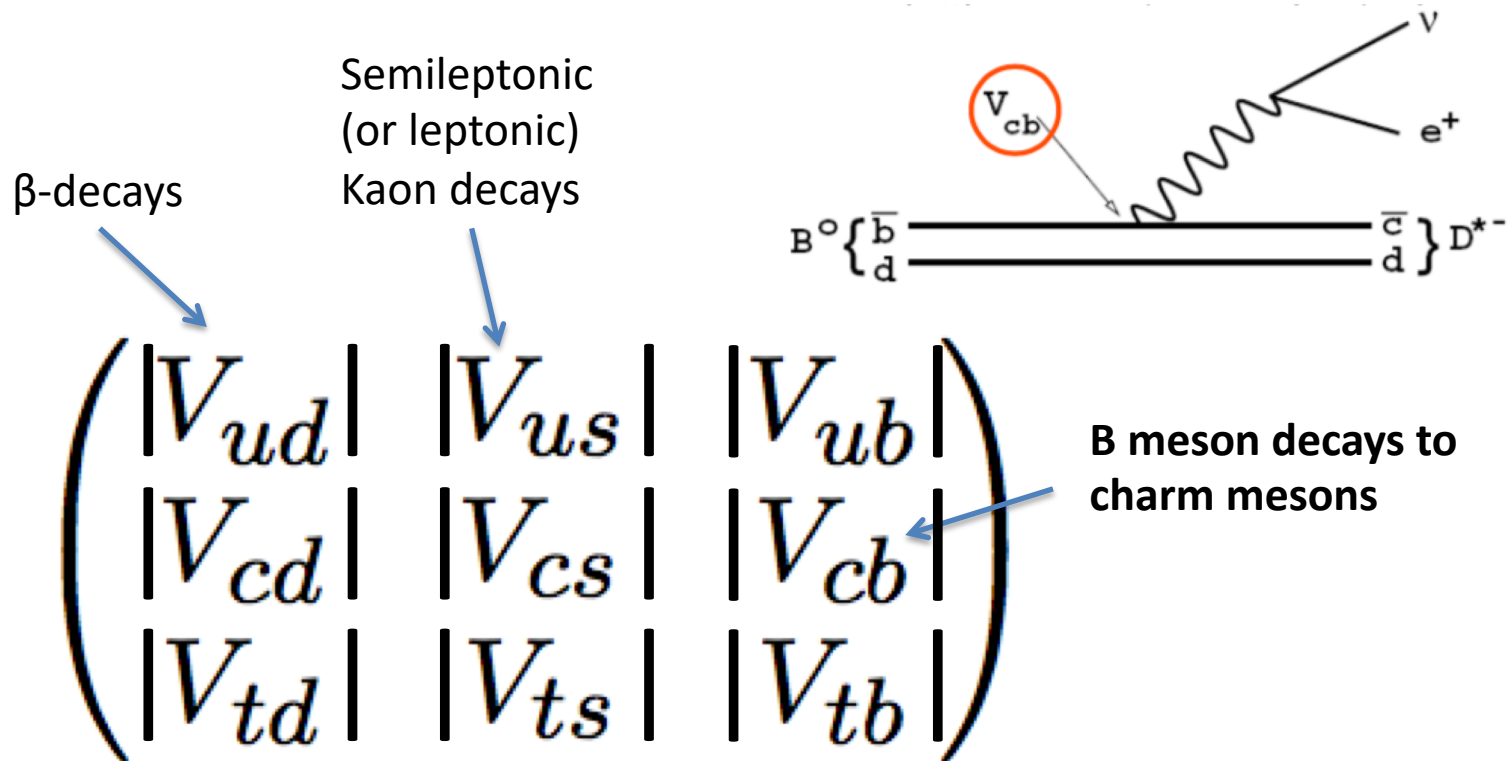 Semileptonic
(or leptonic)
Kaon decays
β-decays
ν
V_cb
e⁺
B⁰ { b̅ c̅ } D*⁻
d d
|V_ud| |V_us| |V_ub|
|V_cd| |V_cs| |V_cb|
|V_td| |V_ts| |V_tb|
B meson decays to
charm mesons